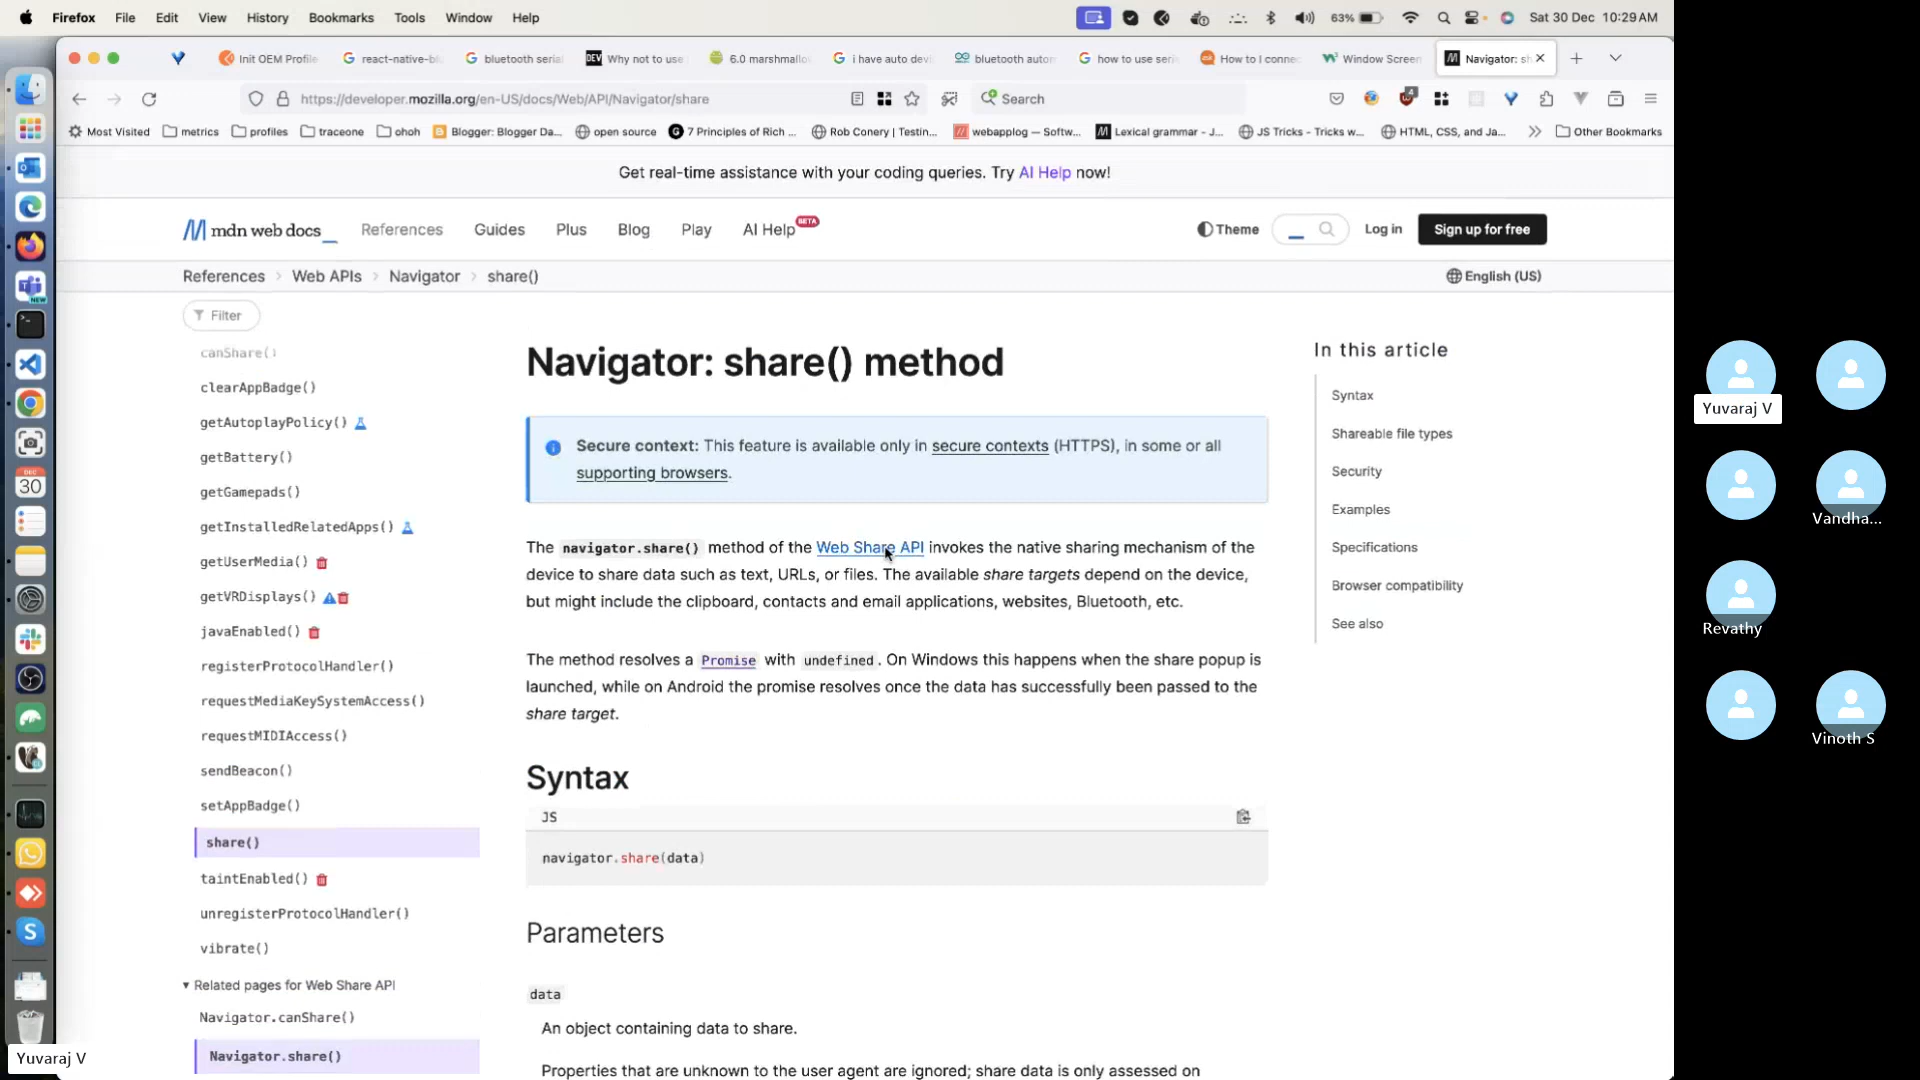 Firefox File Edit View History Bookmarks Tools Window Help 63% Sat 30 Dec 10:29 AM
Init OEM Profile
react-native-bl
bluetooth serial
DEV Why not to use
6.0 marshmallo
i have auto dev
bluetooth auton
how to use seri
How to I connec
Window Screen
Navigator: sh
https://developer.mozilla.org/en-US/docs/Web/API/Navigator/share
Search
4
Most Visited metrics profiles traceone ohoh Blogger: Blogger Da... open source 7 Principles of Rich ... Rob Conery | Testin... webapplog — Softw... Lexical grammar - J... JS Tricks - Tricks w... HTML, CSS, and Ja... Other Bookmarks
Get real-time assistance with your coding queries. Try AI Help now!
mdn web docs_ References Guides Plus Blog Play AI Help BETA Theme Log in Sign up for free
References Web APIs Navigator share() English (US)
Filter
canShare()
clearAppBadge()
getAutoplayPolicy()
getBattery()
getGamepads()
getInstalledRelatedApps()
getUserMedia()
getVRDisplays()
javaEnabled()
registerProtocolHandler()
requestMediaKeySystemAccess()
requestMIDIAccess()
sendBeacon()
setAppBadge()
share()
taintEnabled()
unregisterProtocolHandler()
vibrate()
Related pages for Web Share API
Navigator.canShare()
Navigator.share()
Navigator: share() method
Secure context: This feature is available only in secure contexts (HTTPS), in some or all
supporting browsers.
The navigator.share() method of the Web Share API invokes the native sharing mechanism of the
device to share data such as text, URLs, or files. The available share targets depend on the device,
but might include the clipboard, contacts and email applications, websites, Bluetooth, etc.
The method resolves a Promise with undefined. On Windows this happens when the share popup is
launched, while on Android the promise resolves once the data has successfully been passed to the
share target.
Syntax
JS
navigator.share(data)
Parameters
data
An object containing data to share.
Properties that are unknown to the user agent are ignored; share data is only assessed on
In this article
Syntax
Shareable file types
Security
Examples
Specifications
Browser compatibility
See also
NEW
DEC
30
Yuvaraj V
Yuvaraj V
Vandha...
Revathy
Vinoth S